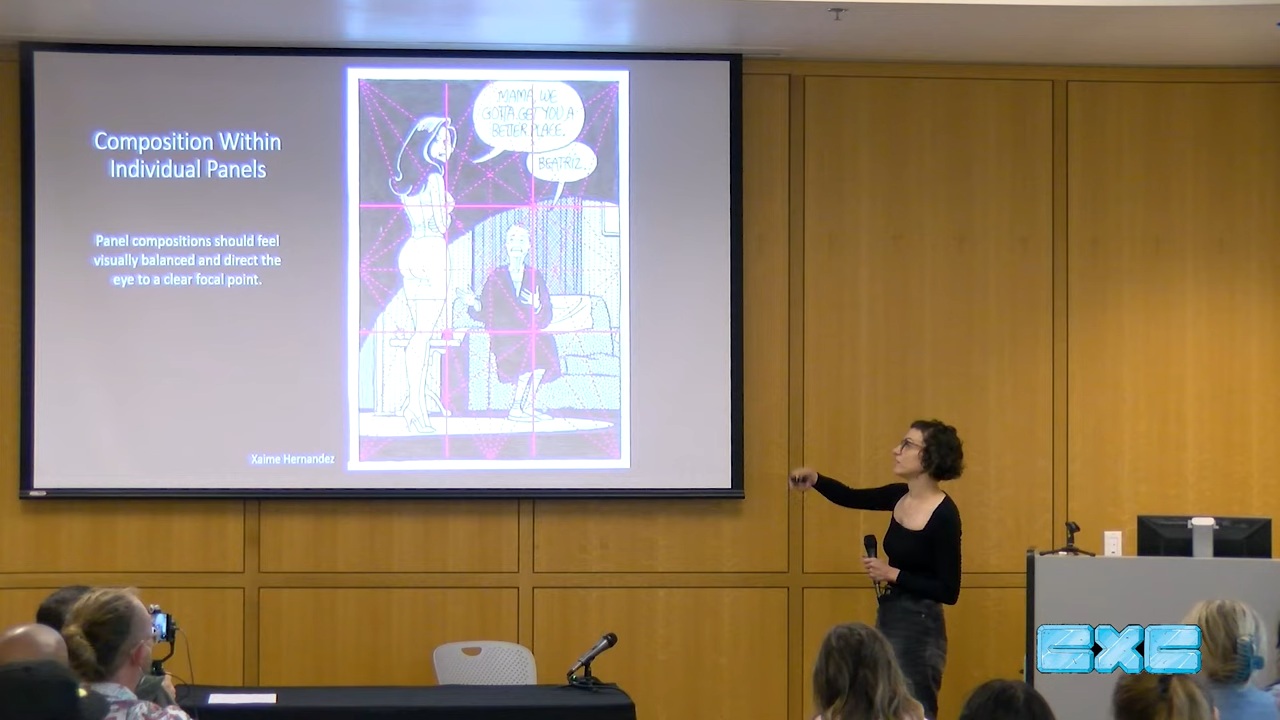 Composition Within
Individual Panels
Panel compositions should feel
visually balanced and direct the
eye to a clear focal point.
Xaime Hernandez
MAMA, WE
GOTTA GET YOU A
BETTER PLACE.
BEATRIZ.
CXC